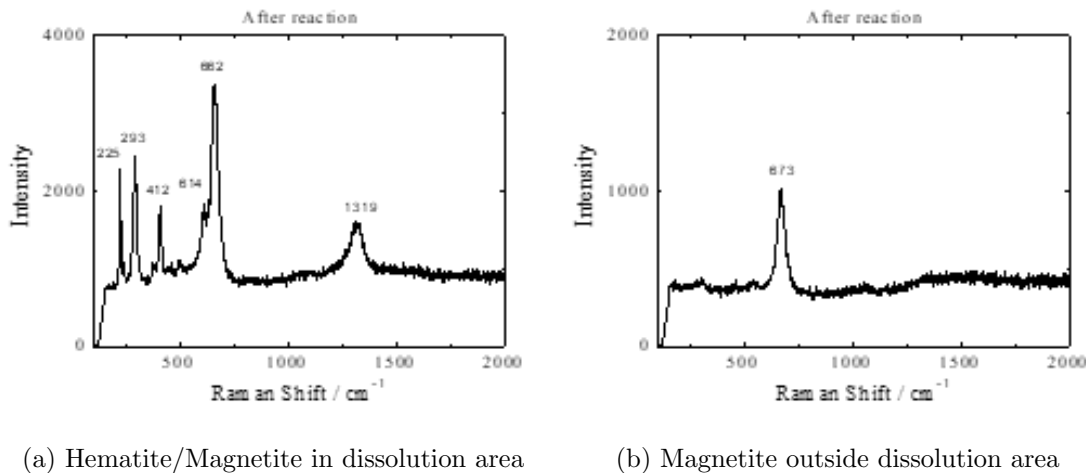 After reaction
4000
2000
0
Intensity
225
293
412
614
662
1319
500
1000
1500
2000
Raman Shift / cm⁻¹
(a) Hematite/Magnetite in dissolution area
After reaction
2000
1000
0
Intensity
673
500
1000
1500
2000
Raman Shift / cm⁻¹
(b) Magnetite outside dissolution area